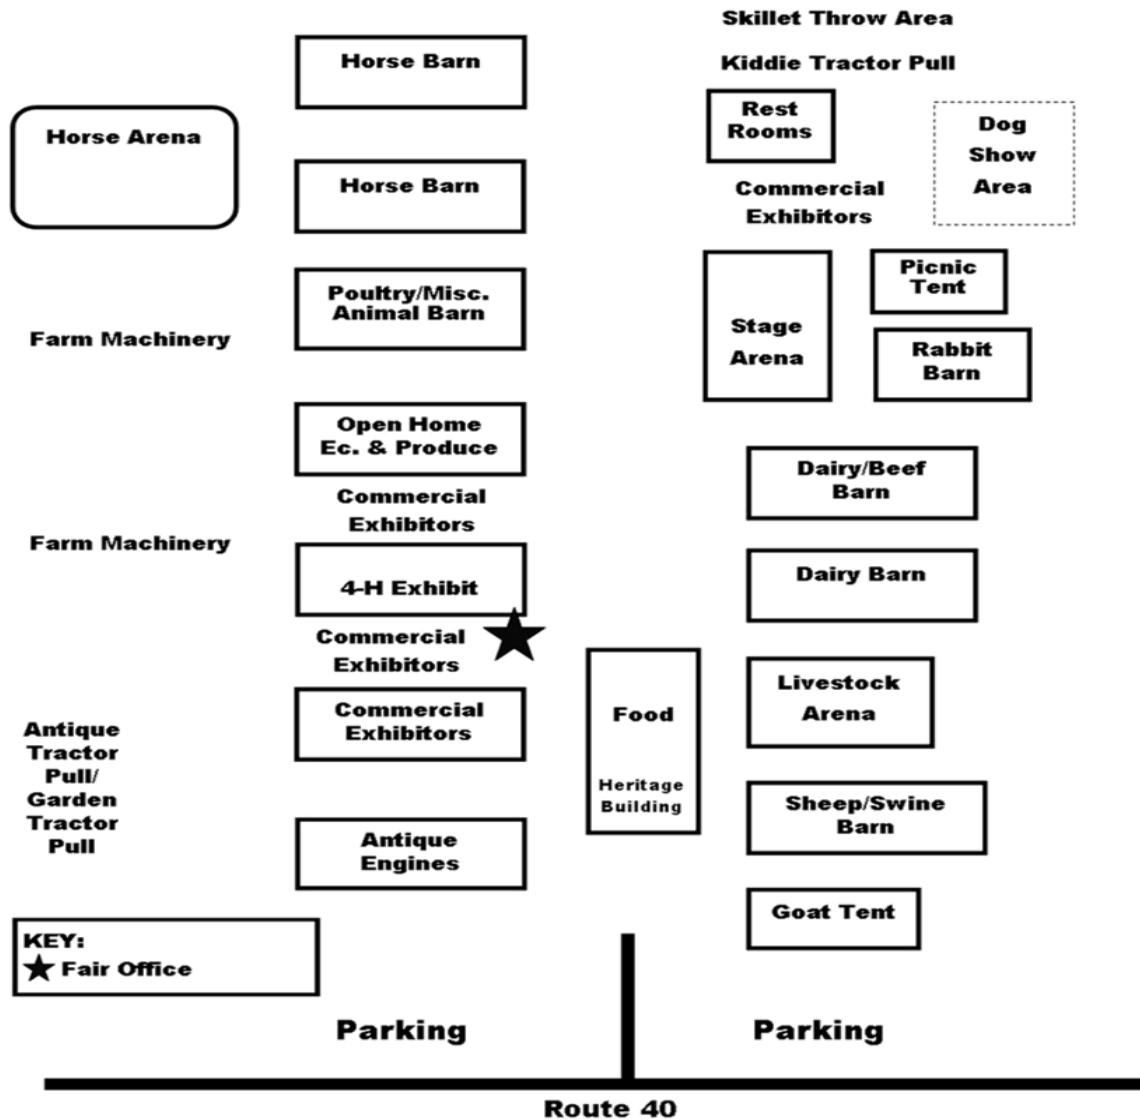 Skillet Throw Area
Kiddie Tractor Pull
Horse Barn
Rest
Rooms
Dog
Show
Area
Horse Arena
Horse Barn
Commercial
Exhibitors
Poultry/Misc.
Animal Barn
Picnic
Tent
Stage
Arena
Farm Machinery
Rabbit
Barn
Open Home
Ec. & Produce
Dairy/Beef
Barn
Commercial
Exhibitors
Farm Machinery
4-H Exhibit
Dairy Barn
Commercial
Exhibitors
Commercial
Exhibitors
Food
Heritage
Building
Livestock
Arena
Antique
Tractor
Pull/
Garden
Tractor
Pull
Sheep/Swine
Barn
Antique
Engines
Goat Tent
KEY:
Fair Office
Parking
Parking
Route 40